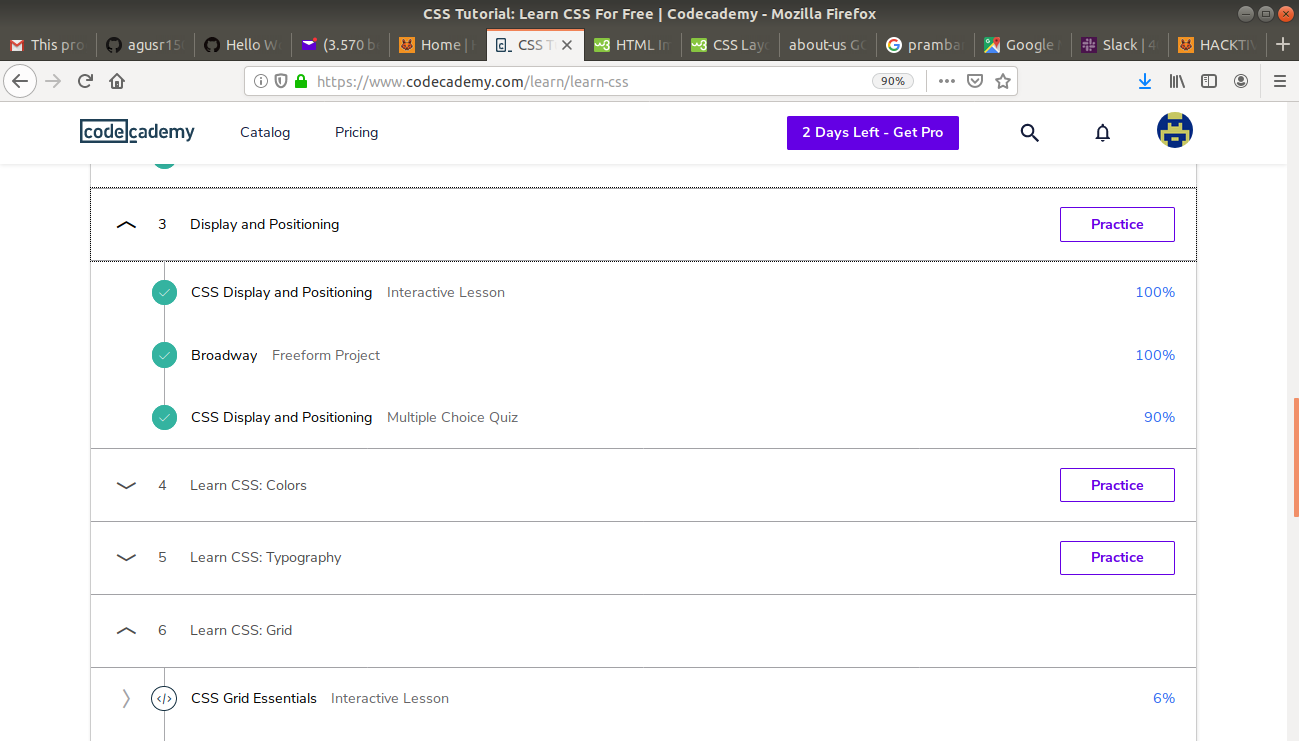 CSS Tutorial: Learn CSS For Free | Codecademy - Mozilla Firefox
This pro agusr15 Hello W (3.570 b Home | CSS T HTML In CSS Layo about-us GO pramba Google Slack | 4 HACKTIV
https://www.codecademy.com/learn/learn-css 90%
codecademy Catalog Pricing 2 Days Left - Get Pro
3 Display and Positioning Practice
CSS Display and Positioning Interactive Lesson 100%
Broadway Freeform Project 100%
CSS Display and Positioning Multiple Choice Quiz 90%
4 Learn CSS: Colors Practice
5 Learn CSS: Typography Practice
6 Learn CSS: Grid
CSS Grid Essentials Interactive Lesson 6%